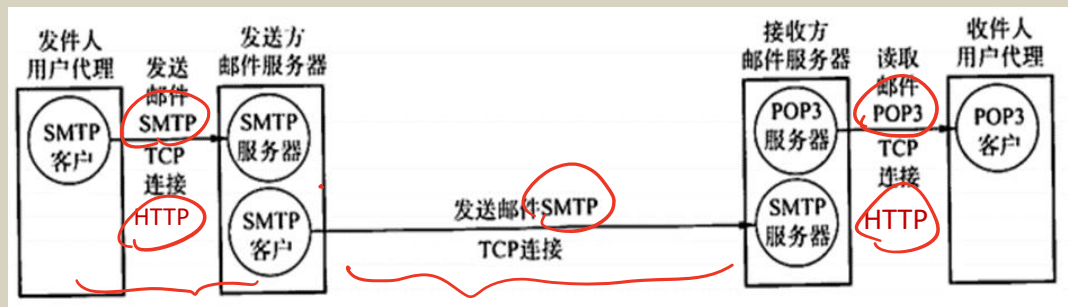 发件人
用户代理
SMTP
客户
发送
邮件
SMTP
TCP
连接
HTTP
发送方
邮件服务器
SMTP
服务器
SMTP
客户
发送邮件SMTP
TCP连接
接收方
邮件服务器
POP3
服务器
SMTP
服务器
读取
邮件
POP3
TCP
连接
HTTP
收件人
用户代理
POP3
客户